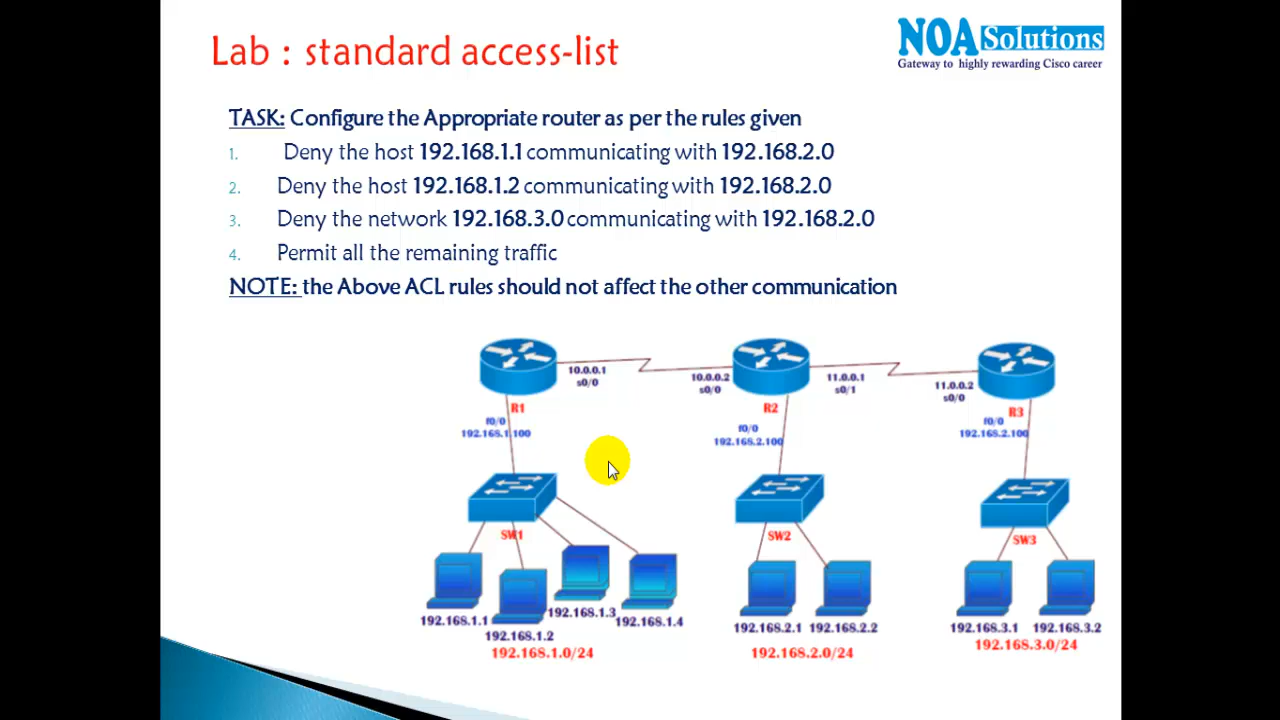 Lab : standard access-list
NOA Solutions
Gateway to highly rewarding Cisco career
TASK: Configure the Appropriate router as per the rules given
1. Deny the host 192.168.1.1 communicating with 192.168.2.0
2. Deny the host 192.168.1.2 communicating with 192.168.2.0
3. Deny the network 192.168.3.0 communicating with 192.168.2.0
4. Permit all the remaining traffic
NOTE: the Above ACL rules should not affect the other communication
10.0.0.1
s0/0
10.0.0.2
s0/0
11.0.0.1
s0/1
11.0.0.2
s0/0
R1
R2
R3
f0/0
192.168.1.100
f0/0
192.168.2.100
f0/0
192.168.2.100
SW1
SW2
SW3
192.168.1.1
192.168.1.2
192.168.1.3
192.168.1.4
192.168.1.0/24
192.168.2.1
192.168.2.2
192.168.2.0/24
192.168.3.1
192.168.3.2
192.168.3.0/24